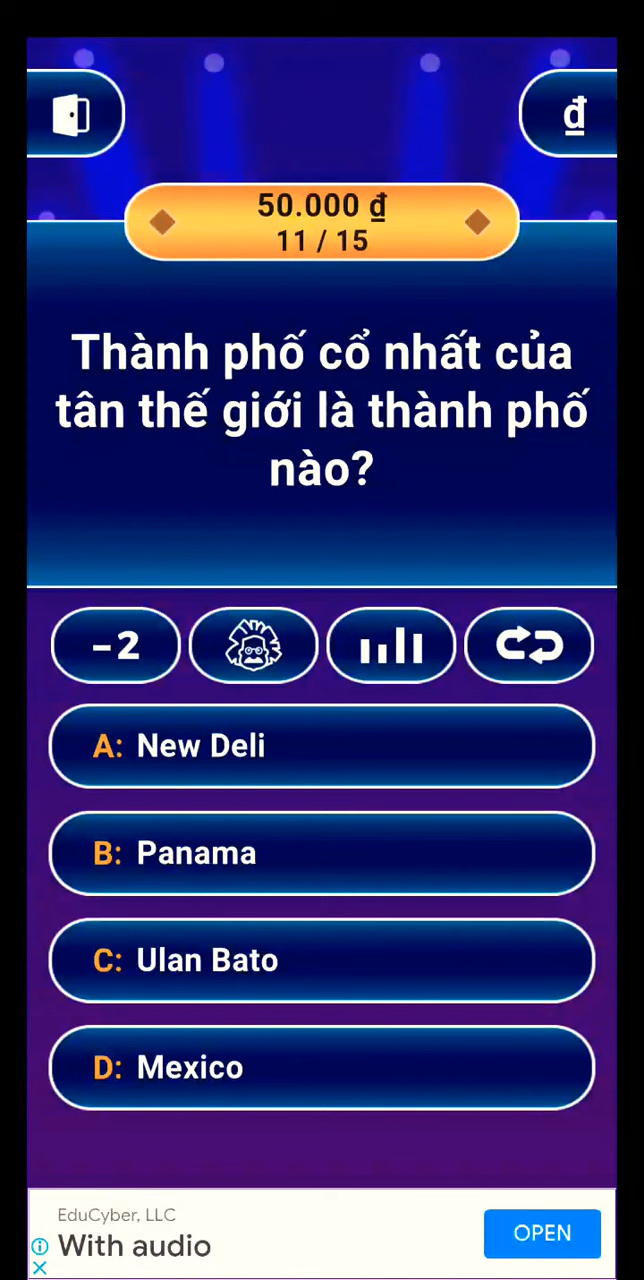 đ
50.000 đ
11 / 15
Thành phố cổ nhất của
tân thế giới là thành phố
nào?
-2
A: New Deli
B: Panama
C: Ulan Bato
D: Mexico
EduCyber, LLC
With audio
OPEN